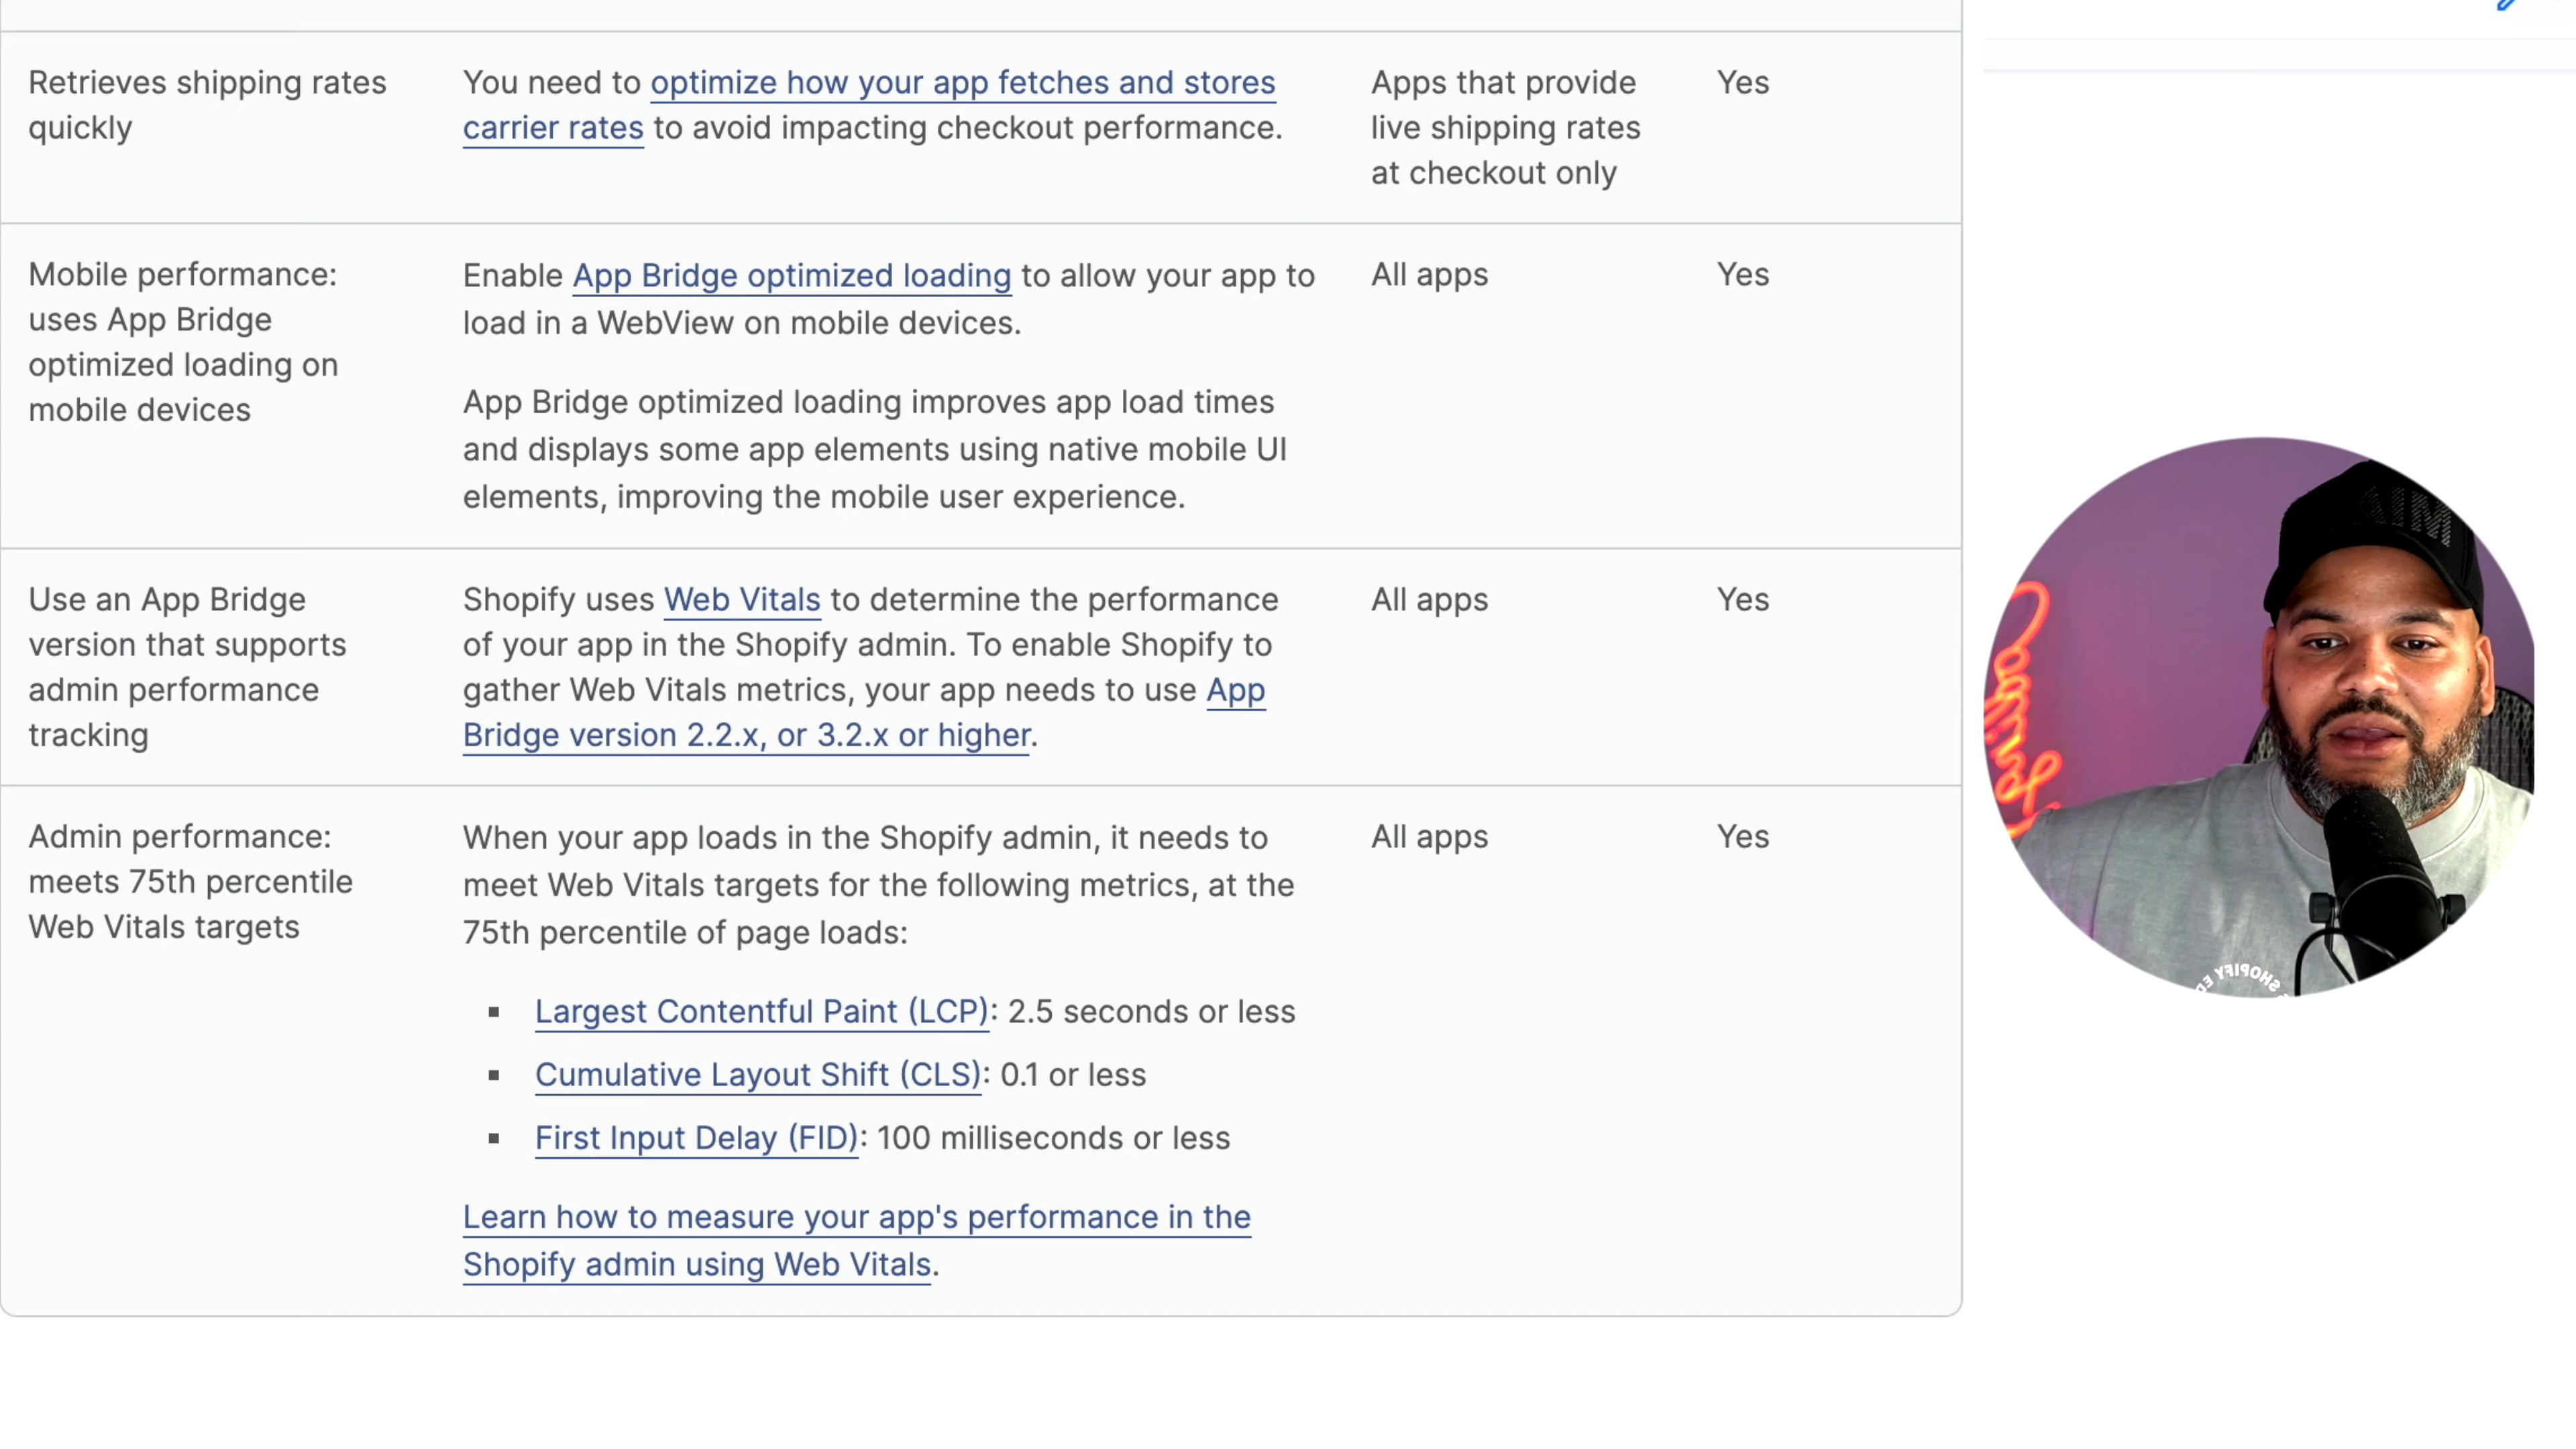 Retrieves shipping rates
quickly
You need to optimize how your app fetches and stores
carrier rates to avoid impacting checkout performance.
Apps that provide
live shipping rates
at checkout only
Yes
Mobile performance:
uses App Bridge
optimized loading on
mobile devices
Enable App Bridge optimized loading to allow your app to
load in a WebView on mobile devices.
App Bridge optimized loading improves app load times
and displays some app elements using native mobile UI
elements, improving the mobile user experience.
All apps
Yes
Use an App Bridge
version that supports
admin performance
tracking
Shopify uses Web Vitals to determine the performance
of your app in the Shopify admin. To enable Shopify to
gather Web Vitals metrics, your app needs to use App
Bridge version 2.2.x, or 3.2.x or higher.
All apps
Yes
Admin performance:
meets 75th percentile
Web Vitals targets
When your app loads in the Shopify admin, it needs to
meet Web Vitals targets for the following metrics, at the
75th percentile of page loads:
▪ Largest Contentful Paint (LCP): 2.5 seconds or less
▪ Cumulative Layout Shift (CLS): 0.1 or less
▪ First Input Delay (FID): 100 milliseconds or less
Learn how to measure your app's performance in the
Shopify admin using Web Vitals.
All apps
Yes
SHOPIFY